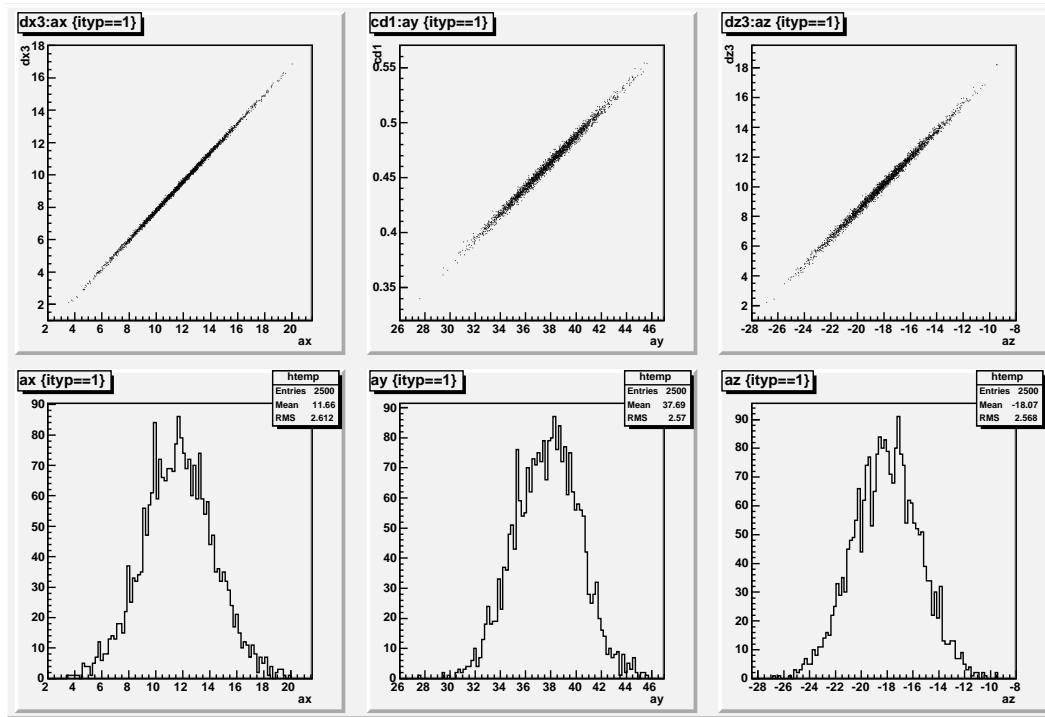 dx3:ax {ityp==1}
dx3
18
16
14
12
10
8
6
4
2
2 4 6 8 10 12 14 16 18 20
ax
cd1:ay {ityp==1}
cd1
0.55
0.5
0.45
0.4
0.35
26 28 30 32 34 36 38 40 42 44 46
ay
dz3:az {ityp==1}
dz3
18
16
14
12
10
8
6
4
2
-28 -26 -24 -22 -20 -18 -16 -14 -12 -10 -8
az
ax {ityp==1}
htemp
Entries 2500
Mean 11.66
RMS 2.612
90
80
70
60
50
40
30
20
10
0
2 4 6 8 10 12 14 16 18 20
ax
ay {ityp==1}
htemp
Entries 2500
Mean 37.69
RMS 2.57
90
80
70
60
50
40
30
20
10
0
26 28 30 32 34 36 38 40 42 44 46
ay
az {ityp==1}
htemp
Entries 2500
Mean -18.07
RMS 2.568
90
80
70
60
50
40
30
20
10
0
-28 -26 -24 -22 -20 -18 -16 -14 -12 -10 -8
az